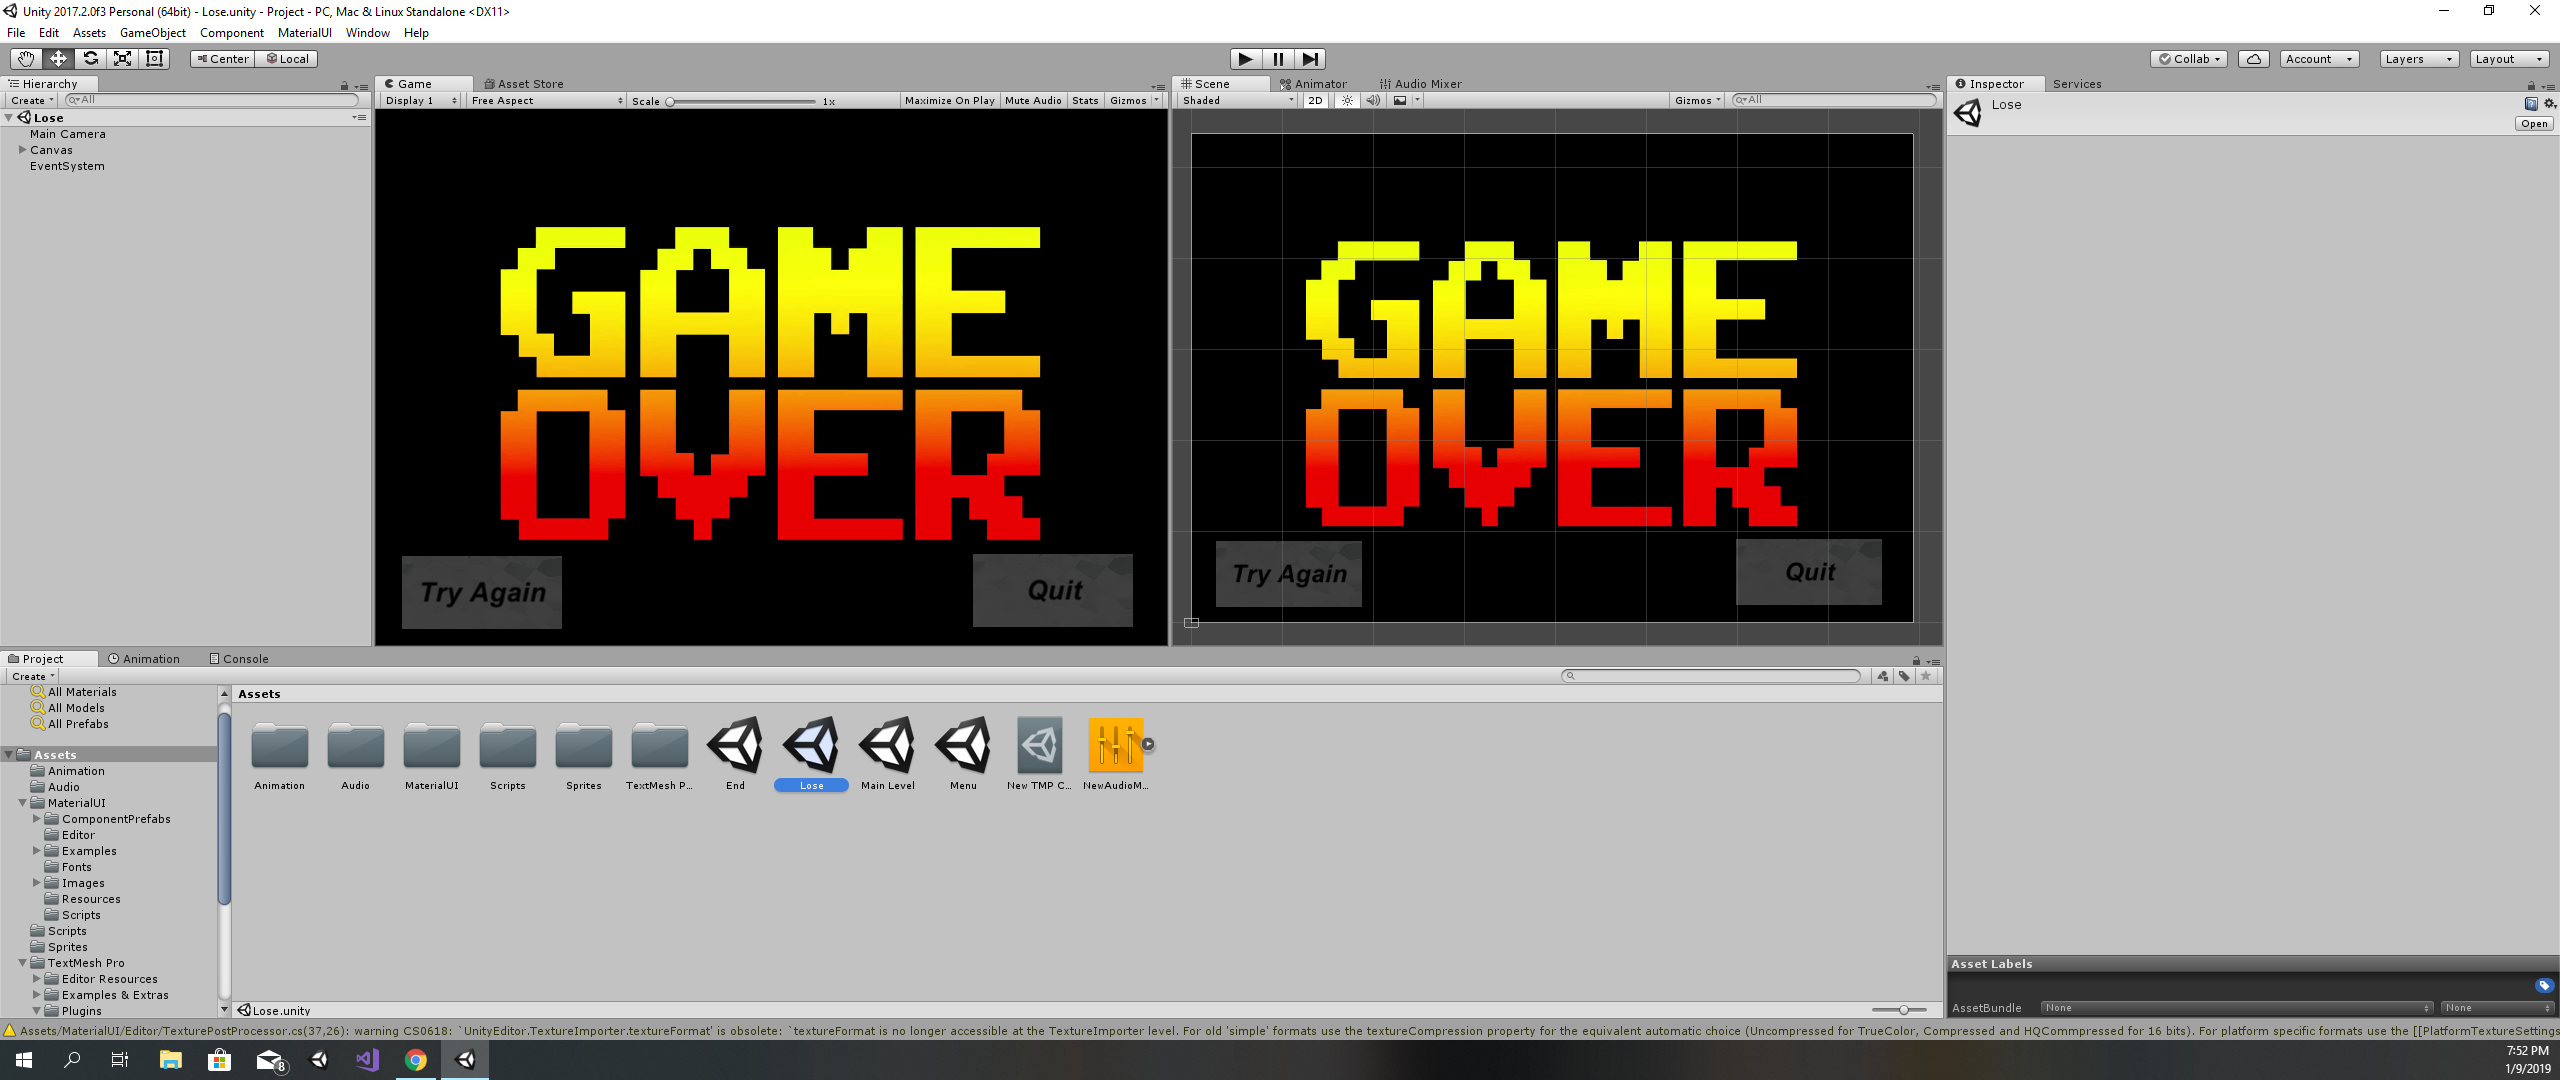 Unity 2017.2.0f3 Personal (64bit) - Lose.unity - Project - PC, Mac & Linux Standalone <DX11>
File Edit Assets GameObject Component MaterialUI Window Help
Center Local Collab Account Layers Layout
Hierarchy
Create All
Lose
Main Camera
Canvas
EventSystem
Game Asset Store
Display 1 Free Aspect Scale 1x Maximize On Play Mute Audio Stats Gizmos
GAME
OVER
Try Again Quit
Scene Animator Audio Mixer
Shaded 2D Gizmos All
GAME
OVER
Try Again Quit
Inspector Services
Lose
Open
Project Animation Console
Create
All Materials
All Models
All Prefabs
Assets
Animation
Audio
MaterialUI
ComponentPrefabs
Editor
Examples
Fonts
Images
Resources
Scripts
Scripts
Sprites
TextMesh Pro
Editor Resources
Examples & Extras
Plugins
Assets
Animation Audio MaterialUI Scripts Sprites TextMesh P... End Lose Main Level Menu New TMP C... NewAudioM...
Lose.unity
Asset Labels
AssetBundle None None
Assets/MaterialUI/Editor/TexturePostProcessor.cs(37,26): warning CS0618: `UnityEditor.TextureImporter.textureFormat' is obsolete: `textureFormat is no longer accessible at the TextureImporter level. For old 'simple' formats use the textureCompression property for the equivalent automatic choice (Uncompressed for TrueColor, Compressed and HQCommpressed for 16 bits). For platform specific formats use the [[PlatformTextureSettings
8
7:52 PM
1/9/2019